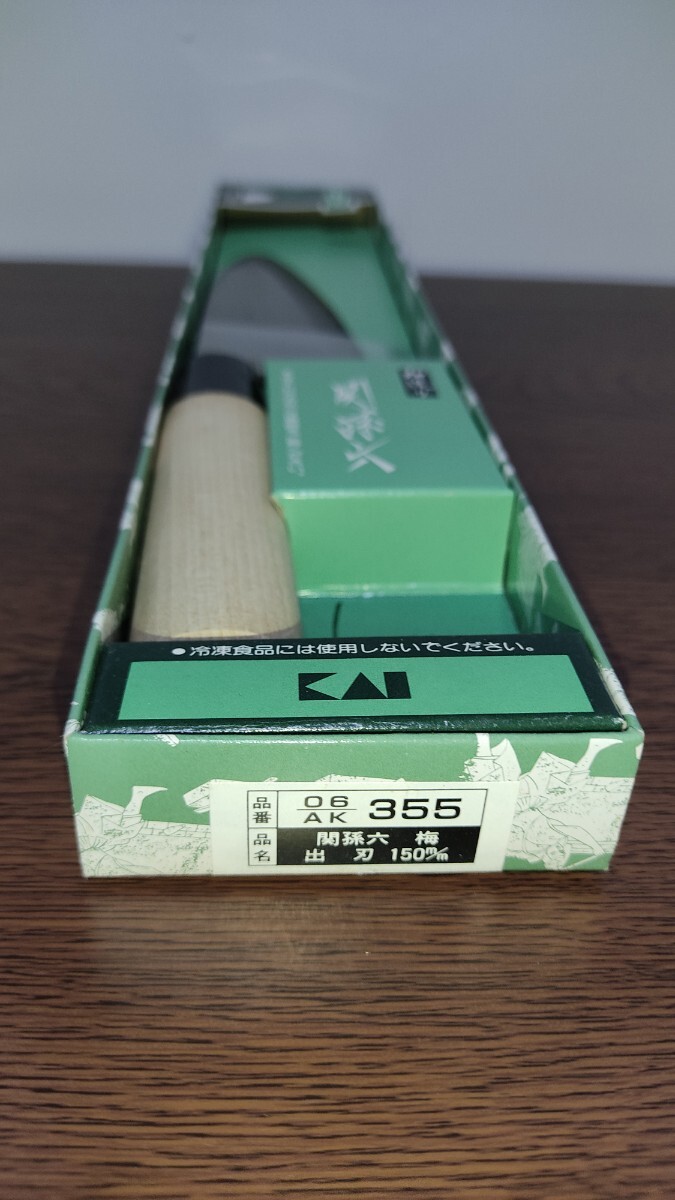 ●冷凍食品には使用しないでください。
KAI
品番 06/AK 355
品名 関孫六 梅
出 刃 150m/m